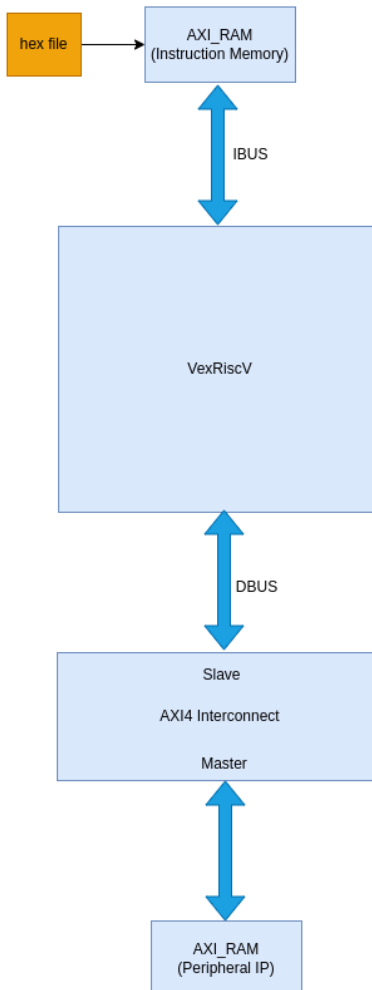 hex file
AXI_RAM
(Instruction Memory)
IBUS
VexRiscV
DBUS
Slave
AXI4 Interconnect
Master
AXI_RAM
(Peripheral IP)